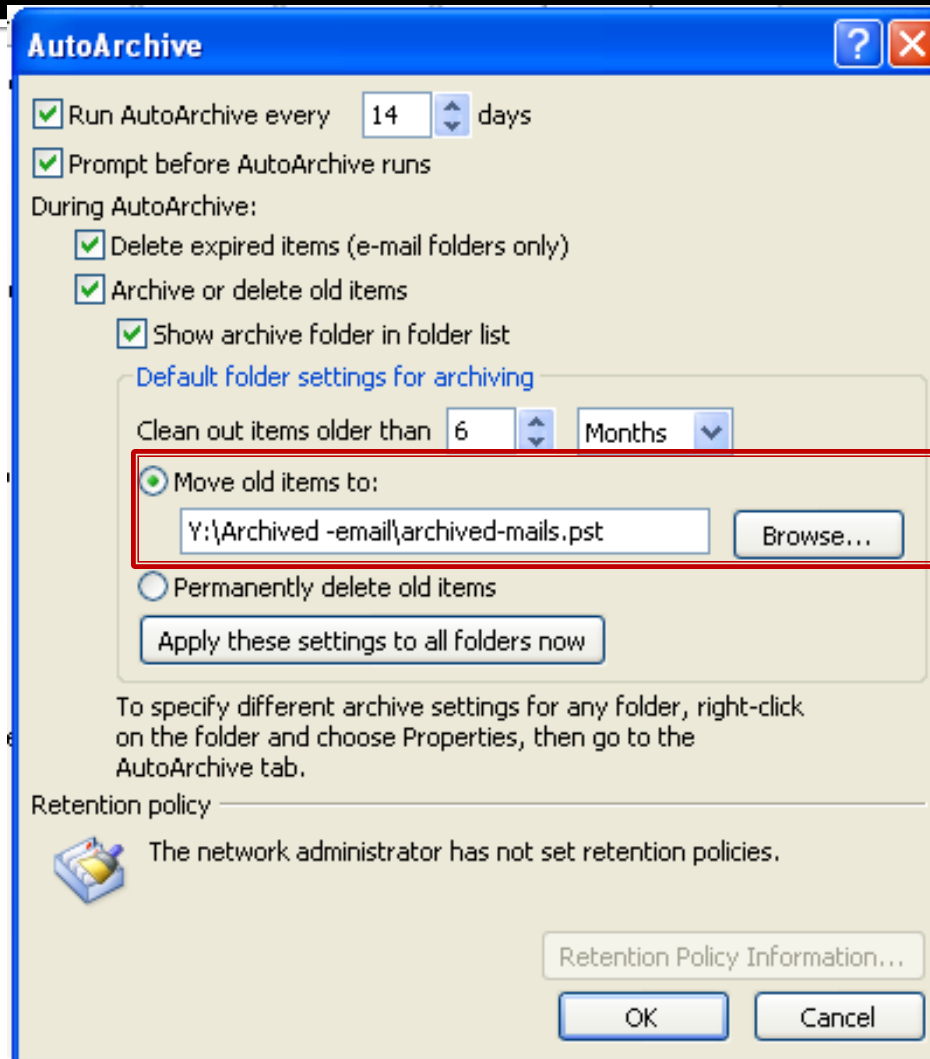 AutoArchive
Run AutoArchive every 14 days
Prompt before AutoArchive runs
During AutoArchive:
Delete expired items (e-mail folders only)
Archive or delete old items
Show archive folder in folder list
Default folder settings for archiving
Clean out items older than 6 Months
Move old items to:
Y:\Archived -email\archived-mails.pst Browse...
Permanently delete old items
Apply these settings to all folders now
To specify different archive settings for any folder, right-click
on the folder and choose Properties, then go to the
AutoArchive tab.
Retention policy
The network administrator has not set retention policies.
Retention Policy Information...
OK Cancel